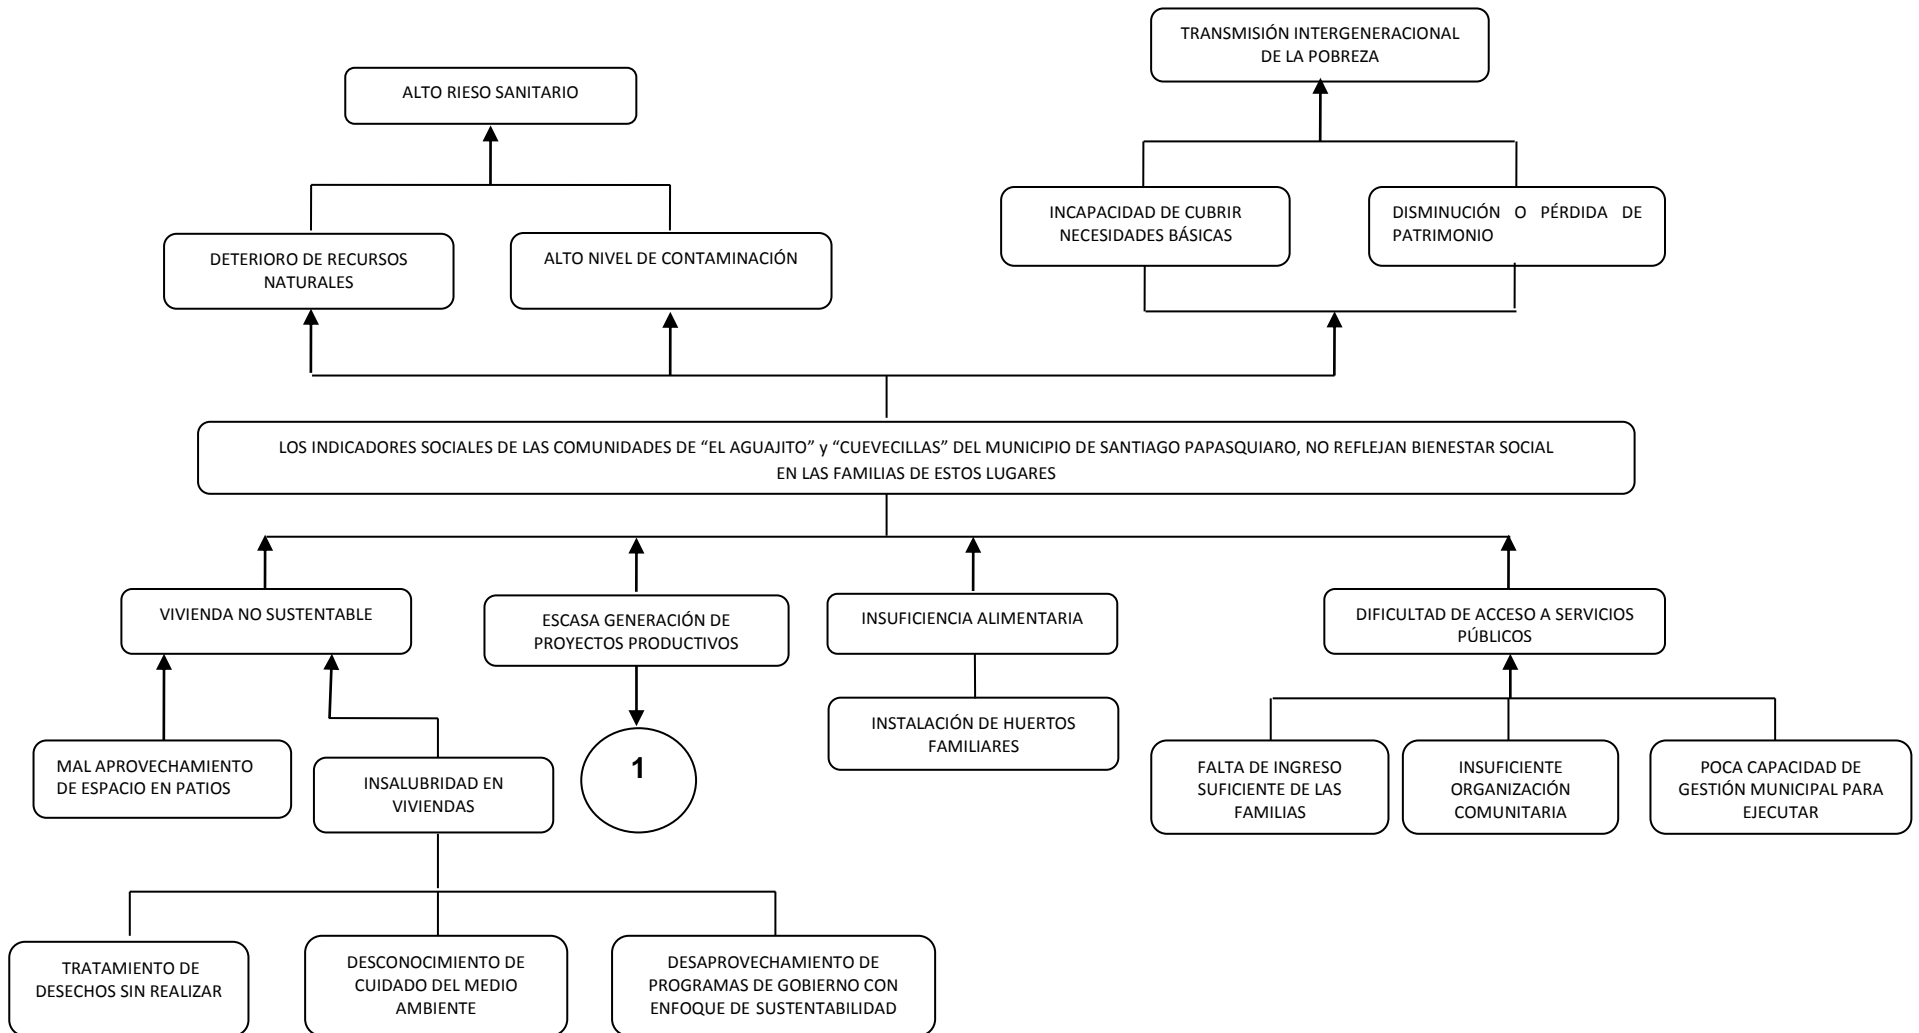 TRANSMISIÓN INTERGENERACIONAL
DE LA POBREZA
ALTO RIESO SANITARIO
INCAPACIDAD DE CUBRIR
NECESIDADES BÁSICAS
DISMINUCIÓN O PÉRDIDA DE
PATRIMONIO
DETERIORO DE RECURSOS
NATURALES
ALTO NIVEL DE CONTAMINACIÓN
LOS INDICADORES SOCIALES DE LAS COMUNIDADES DE “EL AGUAJITO” y “CUEVECILLAS” DEL MUNICIPIO DE SANTIAGO PAPASQUIARO, NO REFLEJAN BIENESTAR SOCIAL
EN LAS FAMILIAS DE ESTOS LUGARES
VIVIENDA NO SUSTENTABLE
ESCASA GENERACIÓN DE
PROYECTOS PRODUCTIVOS
INSUFICIENCIA ALIMENTARIA
DIFICULTAD DE ACCESO A SERVICIOS
PÚBLICOS
MAL APROVECHAMIENTO
DE ESPACIO EN PATIOS
INSALUBRIDAD EN
VIVIENDAS
1
INSTALACIÓN DE HUERTOS
FAMILIARES
FALTA DE INGRESO
SUFICIENTE DE LAS
FAMILIAS
INSUFICIENTE
ORGANIZACIÓN
COMUNITARIA
POCA CAPACIDAD DE
GESTIÓN MUNICIPAL PARA
EJECUTAR
TRATAMIENTO DE
DESECHOS SIN REALIZAR
DESCONOCIMIENTO DE
CUIDADO DEL MEDIO
AMBIENTE
DESAPROVECHAMIENTO DE
PROGRAMAS DE GOBIERNO CON
ENFOQUE DE SUSTENTABILIDAD